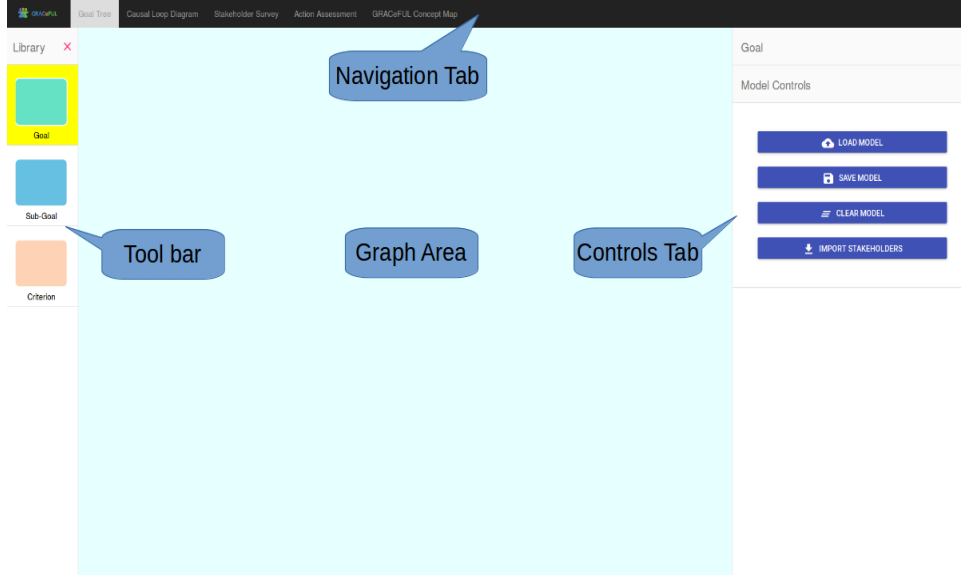 GRACeFUL Goal Tree Causal Loop Diagram Stakeholder Survey Action Assessment GRACeFUL Concept Map
Library ×
Goal
Sub-Goal
Criterion
Navigation Tab
Tool bar
Graph Area
Controls Tab
Goal
Model Controls
LOAD MODEL
SAVE MODEL
CLEAR MODEL
IMPORT STAKEHOLDERS